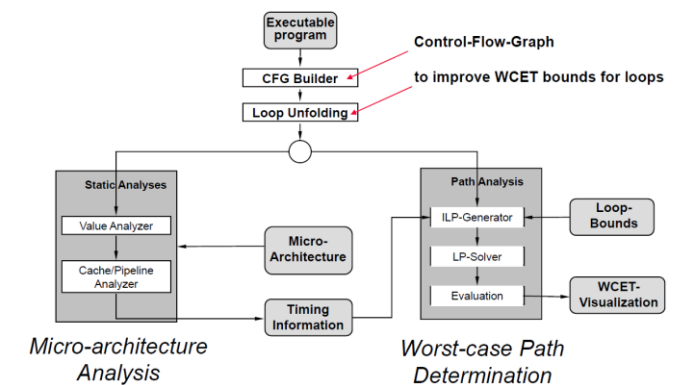 Executable
program
Control-Flow-Graph
CFG Builder
to improve WCET bounds for loops
Loop Unfolding
Static Analyses
Value Analyzer
Cache/Pipeline
Analyzer
Micro-
Architecture
Timing
Information
Path Analysis
ILP-Generator
Loop-
Bounds
LP-Solver
Evaluation
WCET-
Visualization
Micro-architecture
Analysis
Worst-case Path
Determination